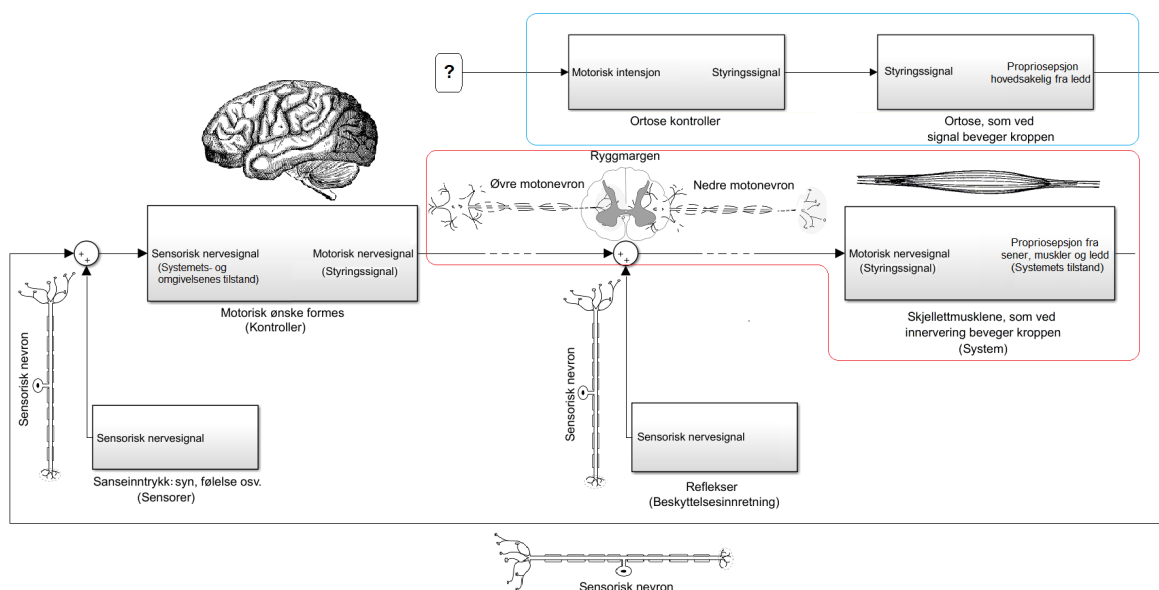 ?
Motorisk intensjon
Styringssignal
Ortose kontroller
Styringssignal
Propriosepsjon
hovedsakelig fra ledd
Ortose, som ved
signal beveger kroppen
Ryggmargen
Øvre motonevron
Nedre motonevron
+
+
Sensorisk nervesignal
(Systemets- og
omgivelsenes tilstand)
Motorisk nervesignal
(Styringssignal)
Motorisk ønske formes
(Kontroller)
+
+
Motorisk nervesignal
(Styringssignal)
Propriosepsjon fra
sener, muskler og ledd
(Systemets tilstand)
Skjellettmusklene, som ved
innervering beveger kroppen
(System)
Sensorisk nevron
Sensorisk nervesignal
Sanseinntrykk: syn, følelse osv.
(Sensorer)
Sensorisk nevron
Sensorisk nervesignal
Reflekser
(Beskyttelsesinnretning)
Sensorisk nevron